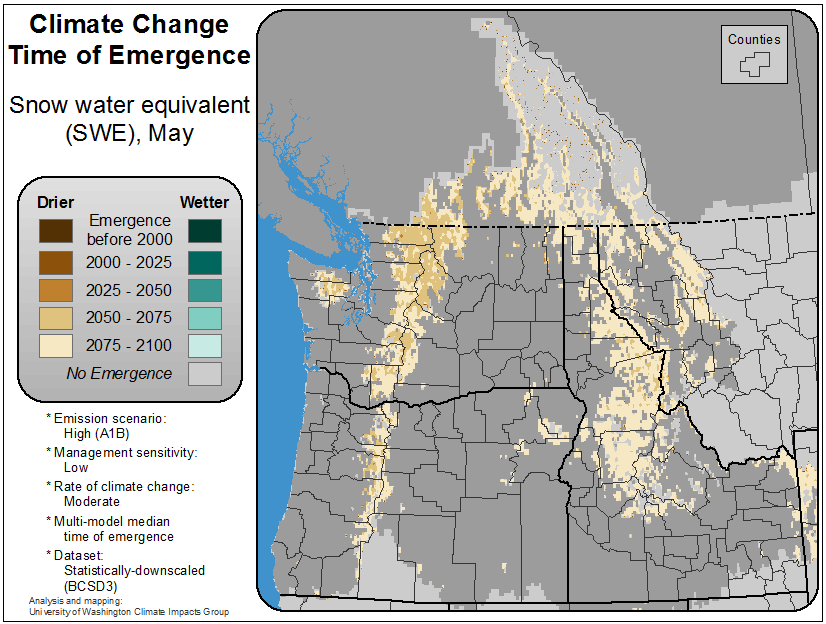 Climate Change
Time of Emergence
Snow water equivalent
(SWE), May
Drier Wetter
Emergence
before 2000
2000 - 2025
2025 - 2050
2050 - 2075
2075 - 2100
No Emergence
* Emission scenario:
High (A1B)
* Management sensitivity:
Low
* Rate of climate change:
Moderate
* Multi-model median
time of emergence
* Dataset:
Statistically-downscaled
(BCSD3)
Analysis and mapping:
University of Washington Climate Impacts Group
Counties